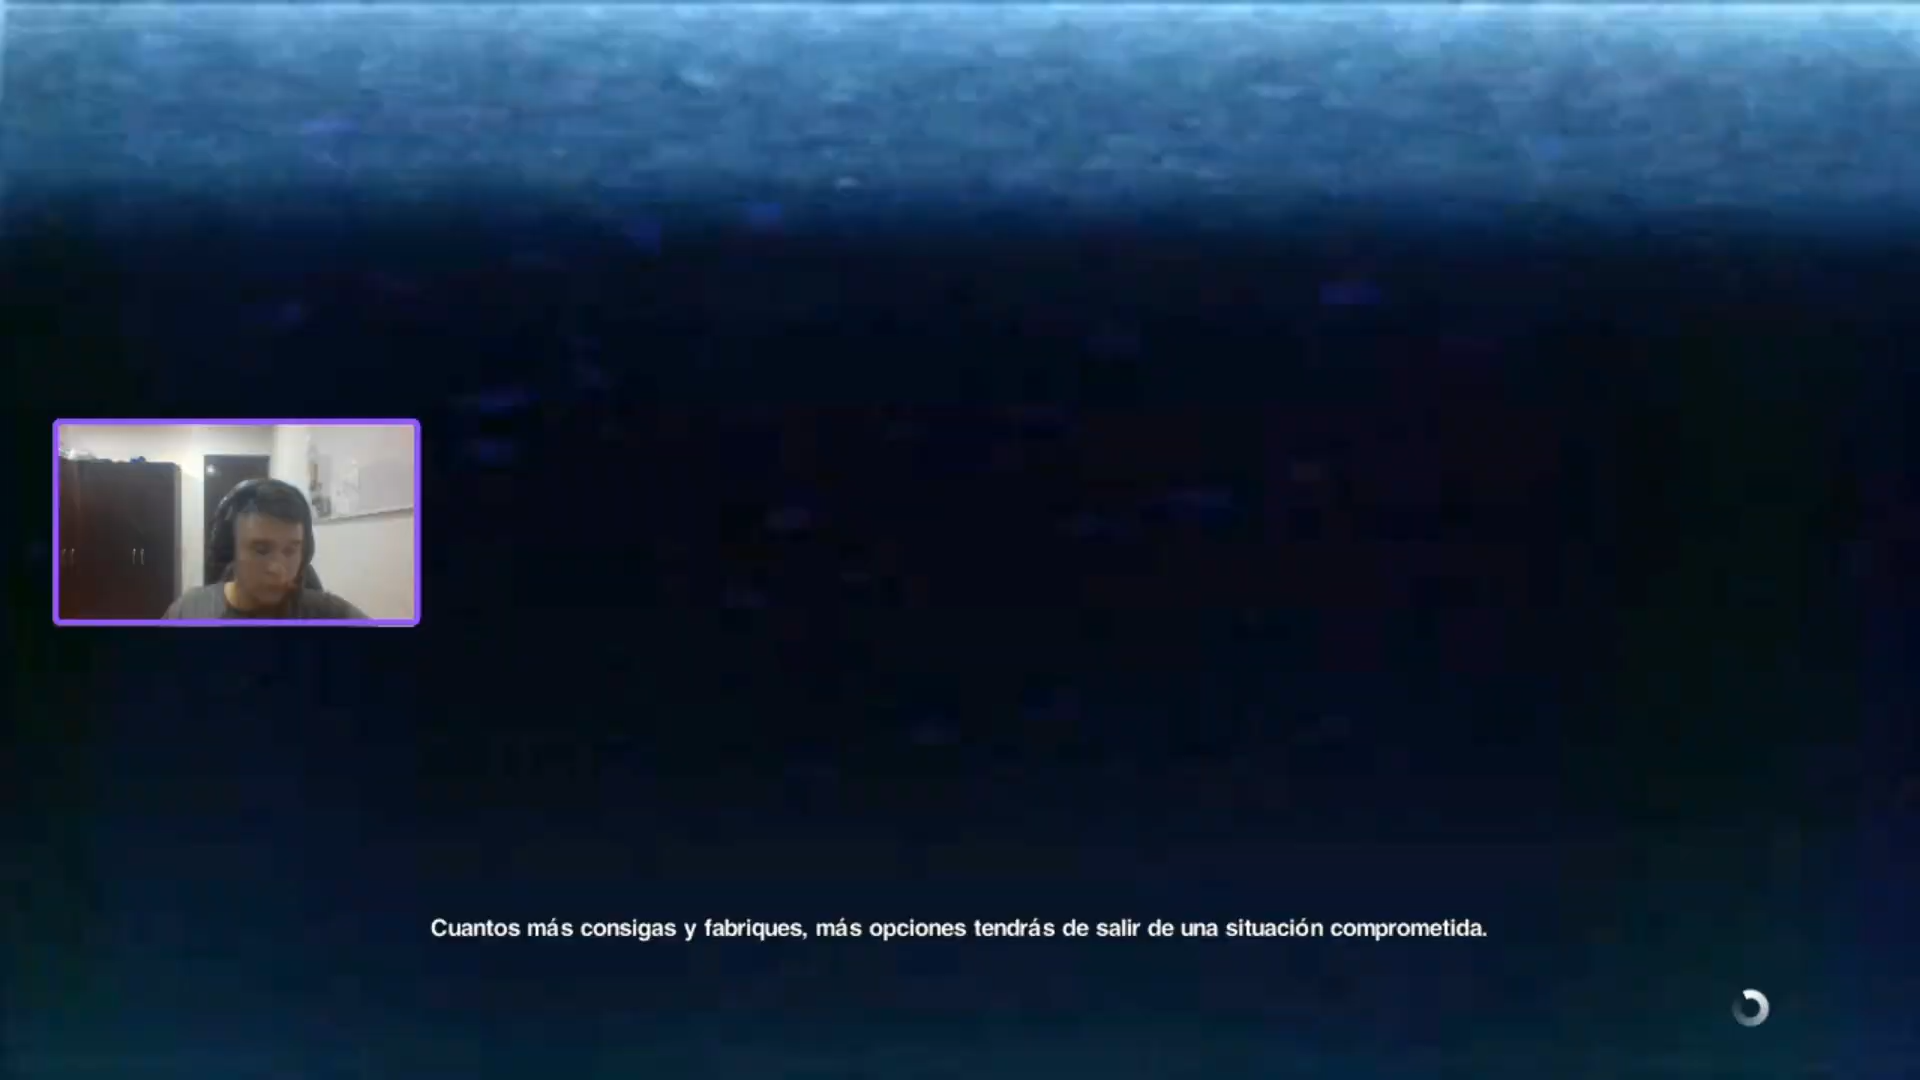 Cuantos más consigas y fabriques, más opciones tendrás de salir de una situación comprometida.